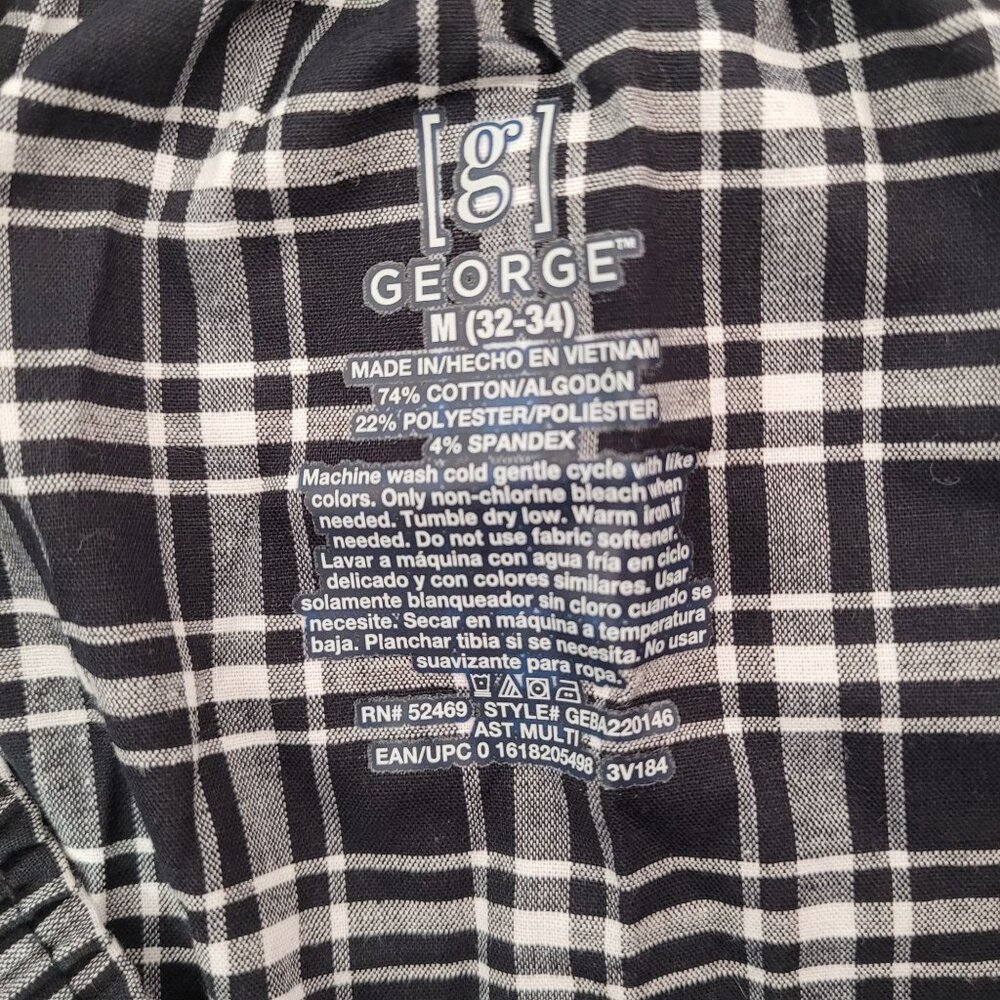 [g]
GEORGE™
M (32-34)
MADE IN/HECHO EN VIETNAM
74% COTTON/ALGODÓN
22% POLYESTER/POLIÉSTER
4% SPANDEX
Machine wash cold gentle cycle with like
colors. Only non-chlorine bleach when
needed. Tumble dry low. Warm iron if
needed. Do not use fabric softener.
Lavar a máquina con agua fría en ciclo
delicado y con colores similares. Usar
solamente blanqueador sin cloro cuando se
necesite. Secar en máquina a temperatura
baja. Planchar tibia si se necesita. No usar
suavizante para ropa.
RN# 52469 STYLE# GEBA220146
AST MULTI
EAN/UPC 0 1618205498 3V184